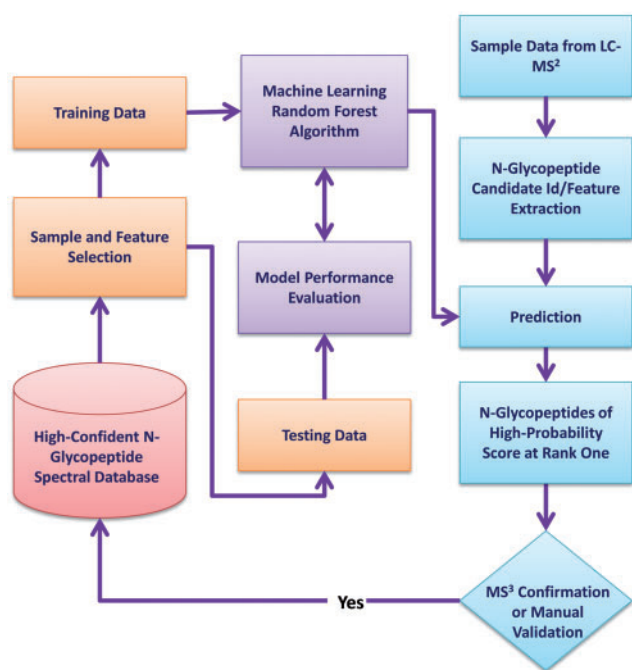 Sample Data from LC-
MS²
Training Data
Machine Learning
Random Forest
Algorithm
N-Glycopeptide
Candidate Id/Feature
Extraction
Sample and Feature
Selection
Model Performance
Evaluation
Prediction
High-Confident N-
Glycopeptide
Spectral Database
Testing Data
N-Glycopeptides of
High-Probability
Score at Rank One
Yes
MS³ Confirmation
or Manual
Validation